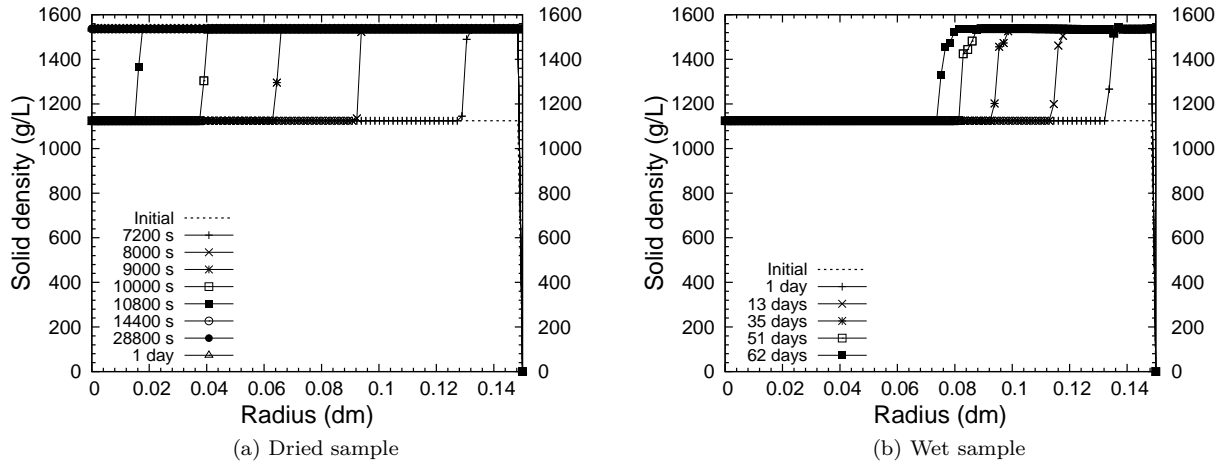 Solid density (g/L)
1600
1400
1200
1000
800
600
400
200
0
1600
1400
1200
1000
800
600
400
200
0
Initial
7200 s
8000 s
9000 s
10000 s
10800 s
14400 s
28800 s
1 day
0 0.02 0.04 0.06 0.08 0.1 0.12 0.14
Radius (dm)
(a) Dried sample
Solid density (g/L)
1600
1400
1200
1000
800
600
400
200
0
1600
1400
1200
1000
800
600
400
200
0
Initial
1 day
13 days
35 days
51 days
62 days
0 0.02 0.04 0.06 0.08 0.1 0.12 0.14
Radius (dm)
(b) Wet sample